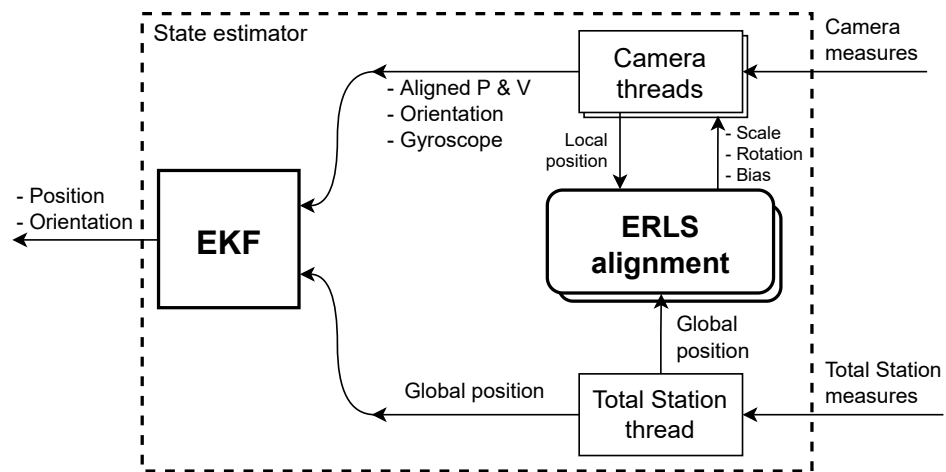 State estimator
Camera
measures
Camera
threads
- Aligned P & V
- Orientation
- Gyroscope
Local
position
- Scale
- Rotation
- Bias
- Position
- Orientation
EKF
ERLS
alignment
Global
position
Global position
Total Station
thread
Total Station
measures